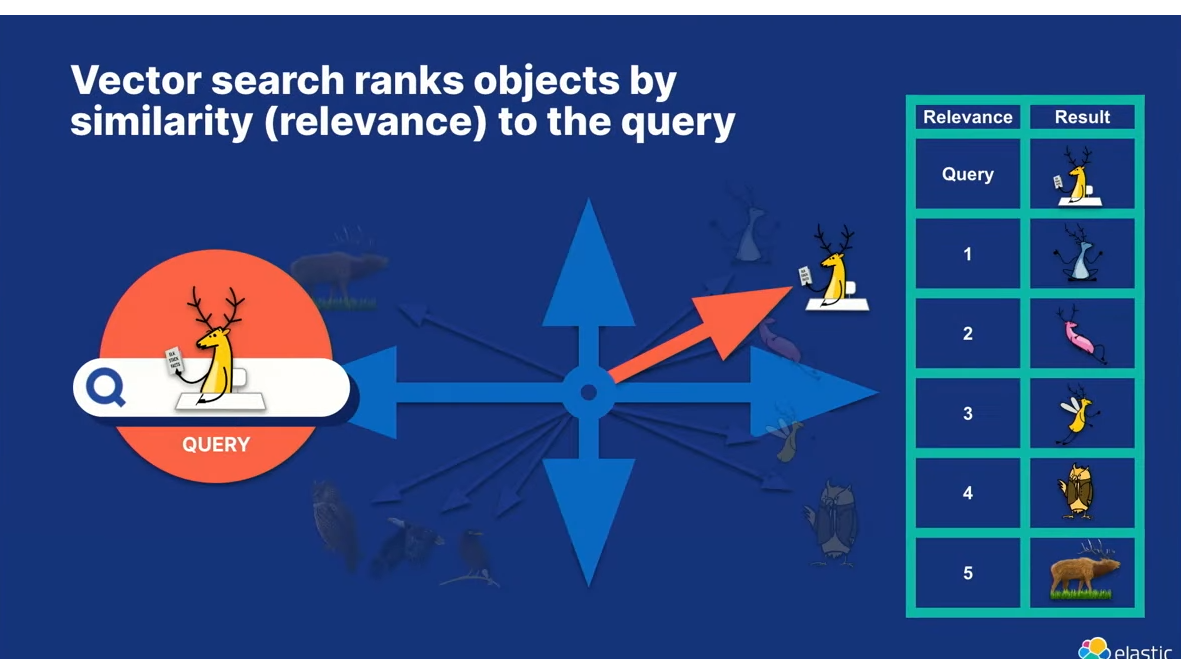 Vector search ranks objects by
similarity (relevance) to the query
QUERY
Relevance Result
Query
1
2
3
4
5
elastic